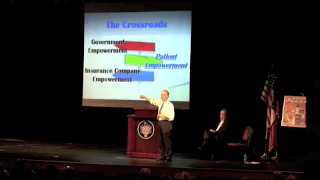 The Crossroads
Government
Empowerment
Patient
Empowerment
Insurance Company
Empowerment